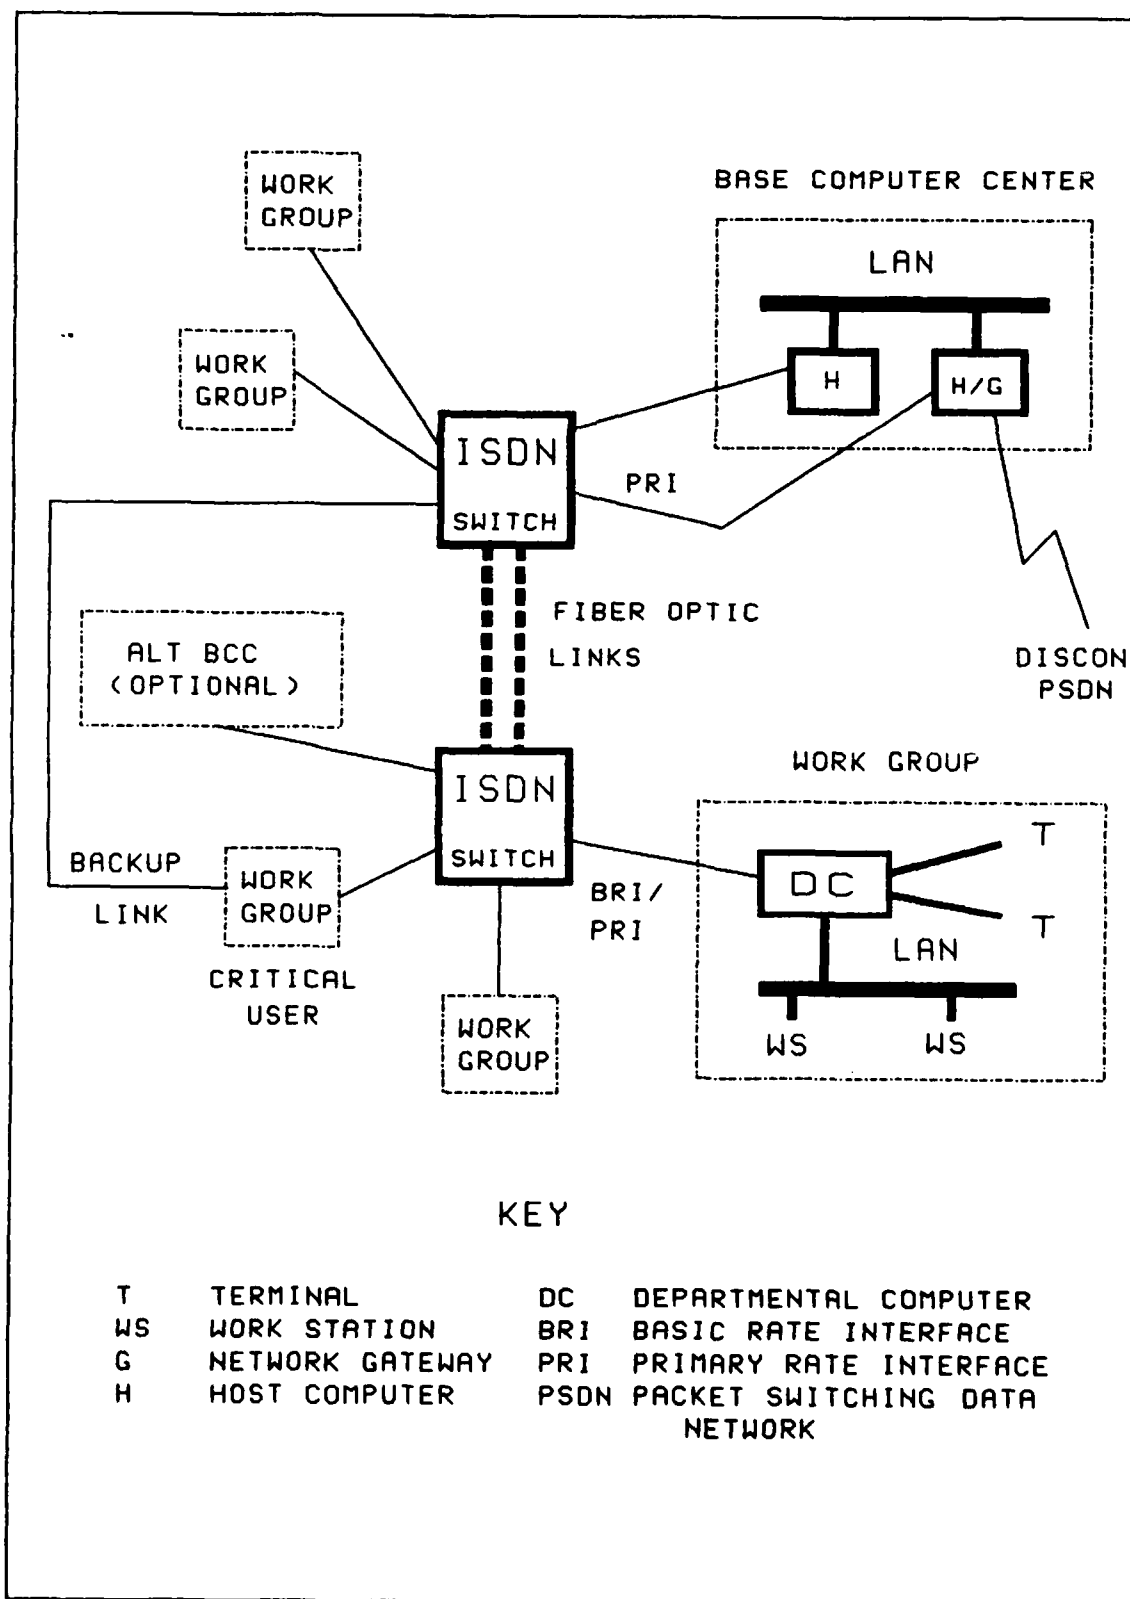 WORK
GROUP
BASE COMPUTER CENTER
LAN
WORK
GROUP
H
H/G
ISDN
SWITCH
PRI
FIBER OPTIC
LINKS
DISCON
PSDN
ALT BCC
(OPTIONAL)
ISDN
SWITCH
WORK GROUP
T
DC
T
LAN
WS WS
BACKUP
LINK
WORK
GROUP
CRITICAL
USER
BRI/
PRI
WORK
GROUP
KEY
T TERMINAL DC DEPARTMENTAL COMPUTER
WS WORK STATION BRI BASIC RATE INTERFACE
G NETWORK GATEWAY PRI PRIMARY RATE INTERFACE
H HOST COMPUTER PSDN PACKET SWITCHING DATA
NETWORK